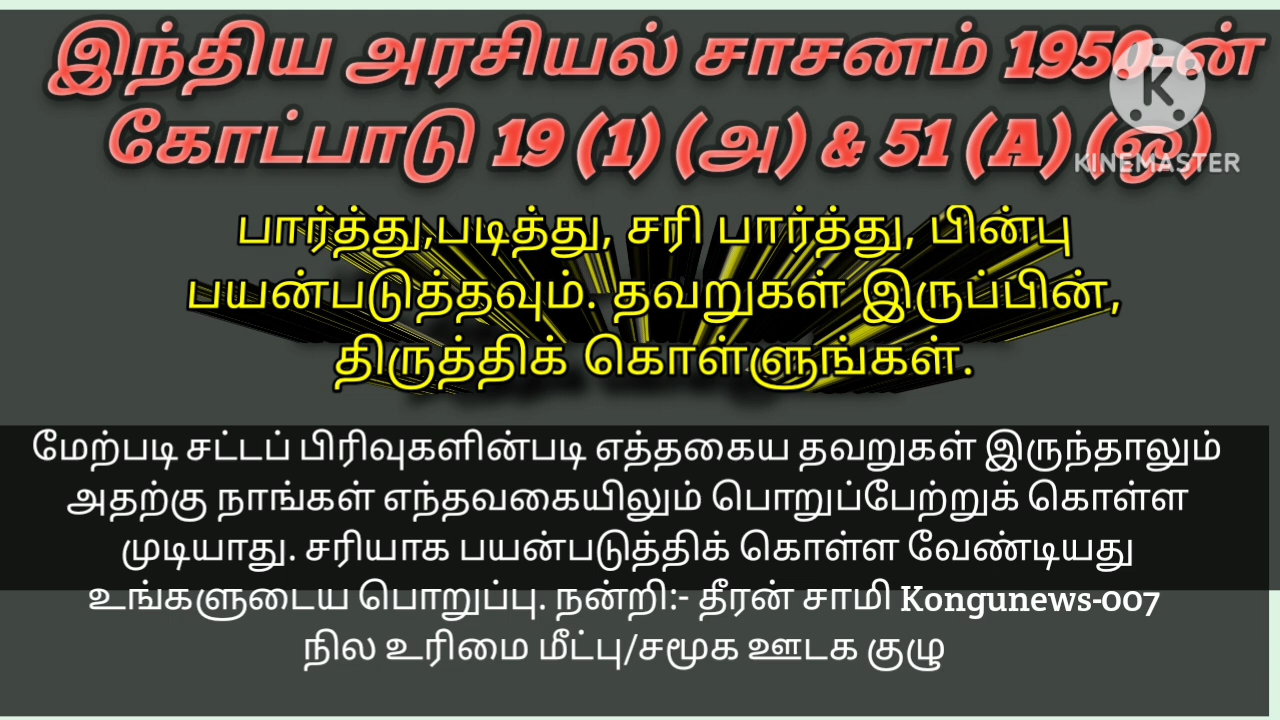 இந்திய அரசியல் சாசனம் 1950-ன்
கோட்பாடு 19 (1) (அ) & 51 (A) (ஒ)
K
KINEMASTER
பார்த்து,படித்து, சரி பார்த்து, பின்பு
பயன்படுத்தவும். தவறுகள் இருப்பின்,
திருத்திக் கொள்ளுங்கள்.
மேற்படி சட்டப் பிரிவுகளின்படி எத்தகைய தவறுகள் இருந்தாலும்
அதற்கு நாங்கள் எந்தவகையிலும் பொறுப்பேற்றுக் கொள்ள
முடியாது. சரியாக பயன்படுத்திக் கொள்ள வேண்டியது
உங்களுடைய பொறுப்பு. நன்றி:- தீரன் சாமி Kongunews-007
நில உரிமை மீட்பு/சமூக ஊடக குழு